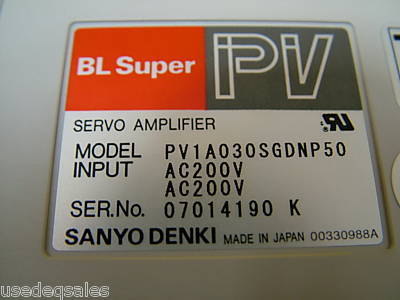 BL Super PV
SERVO AMPLIFIER
MODEL PV1A030SGDNP50
INPUT AC200V
AC200V
SER.No. 07014190 K
SANYO DENKI MADE IN JAPAN 00330988A
usedeqsales
usedeqsales